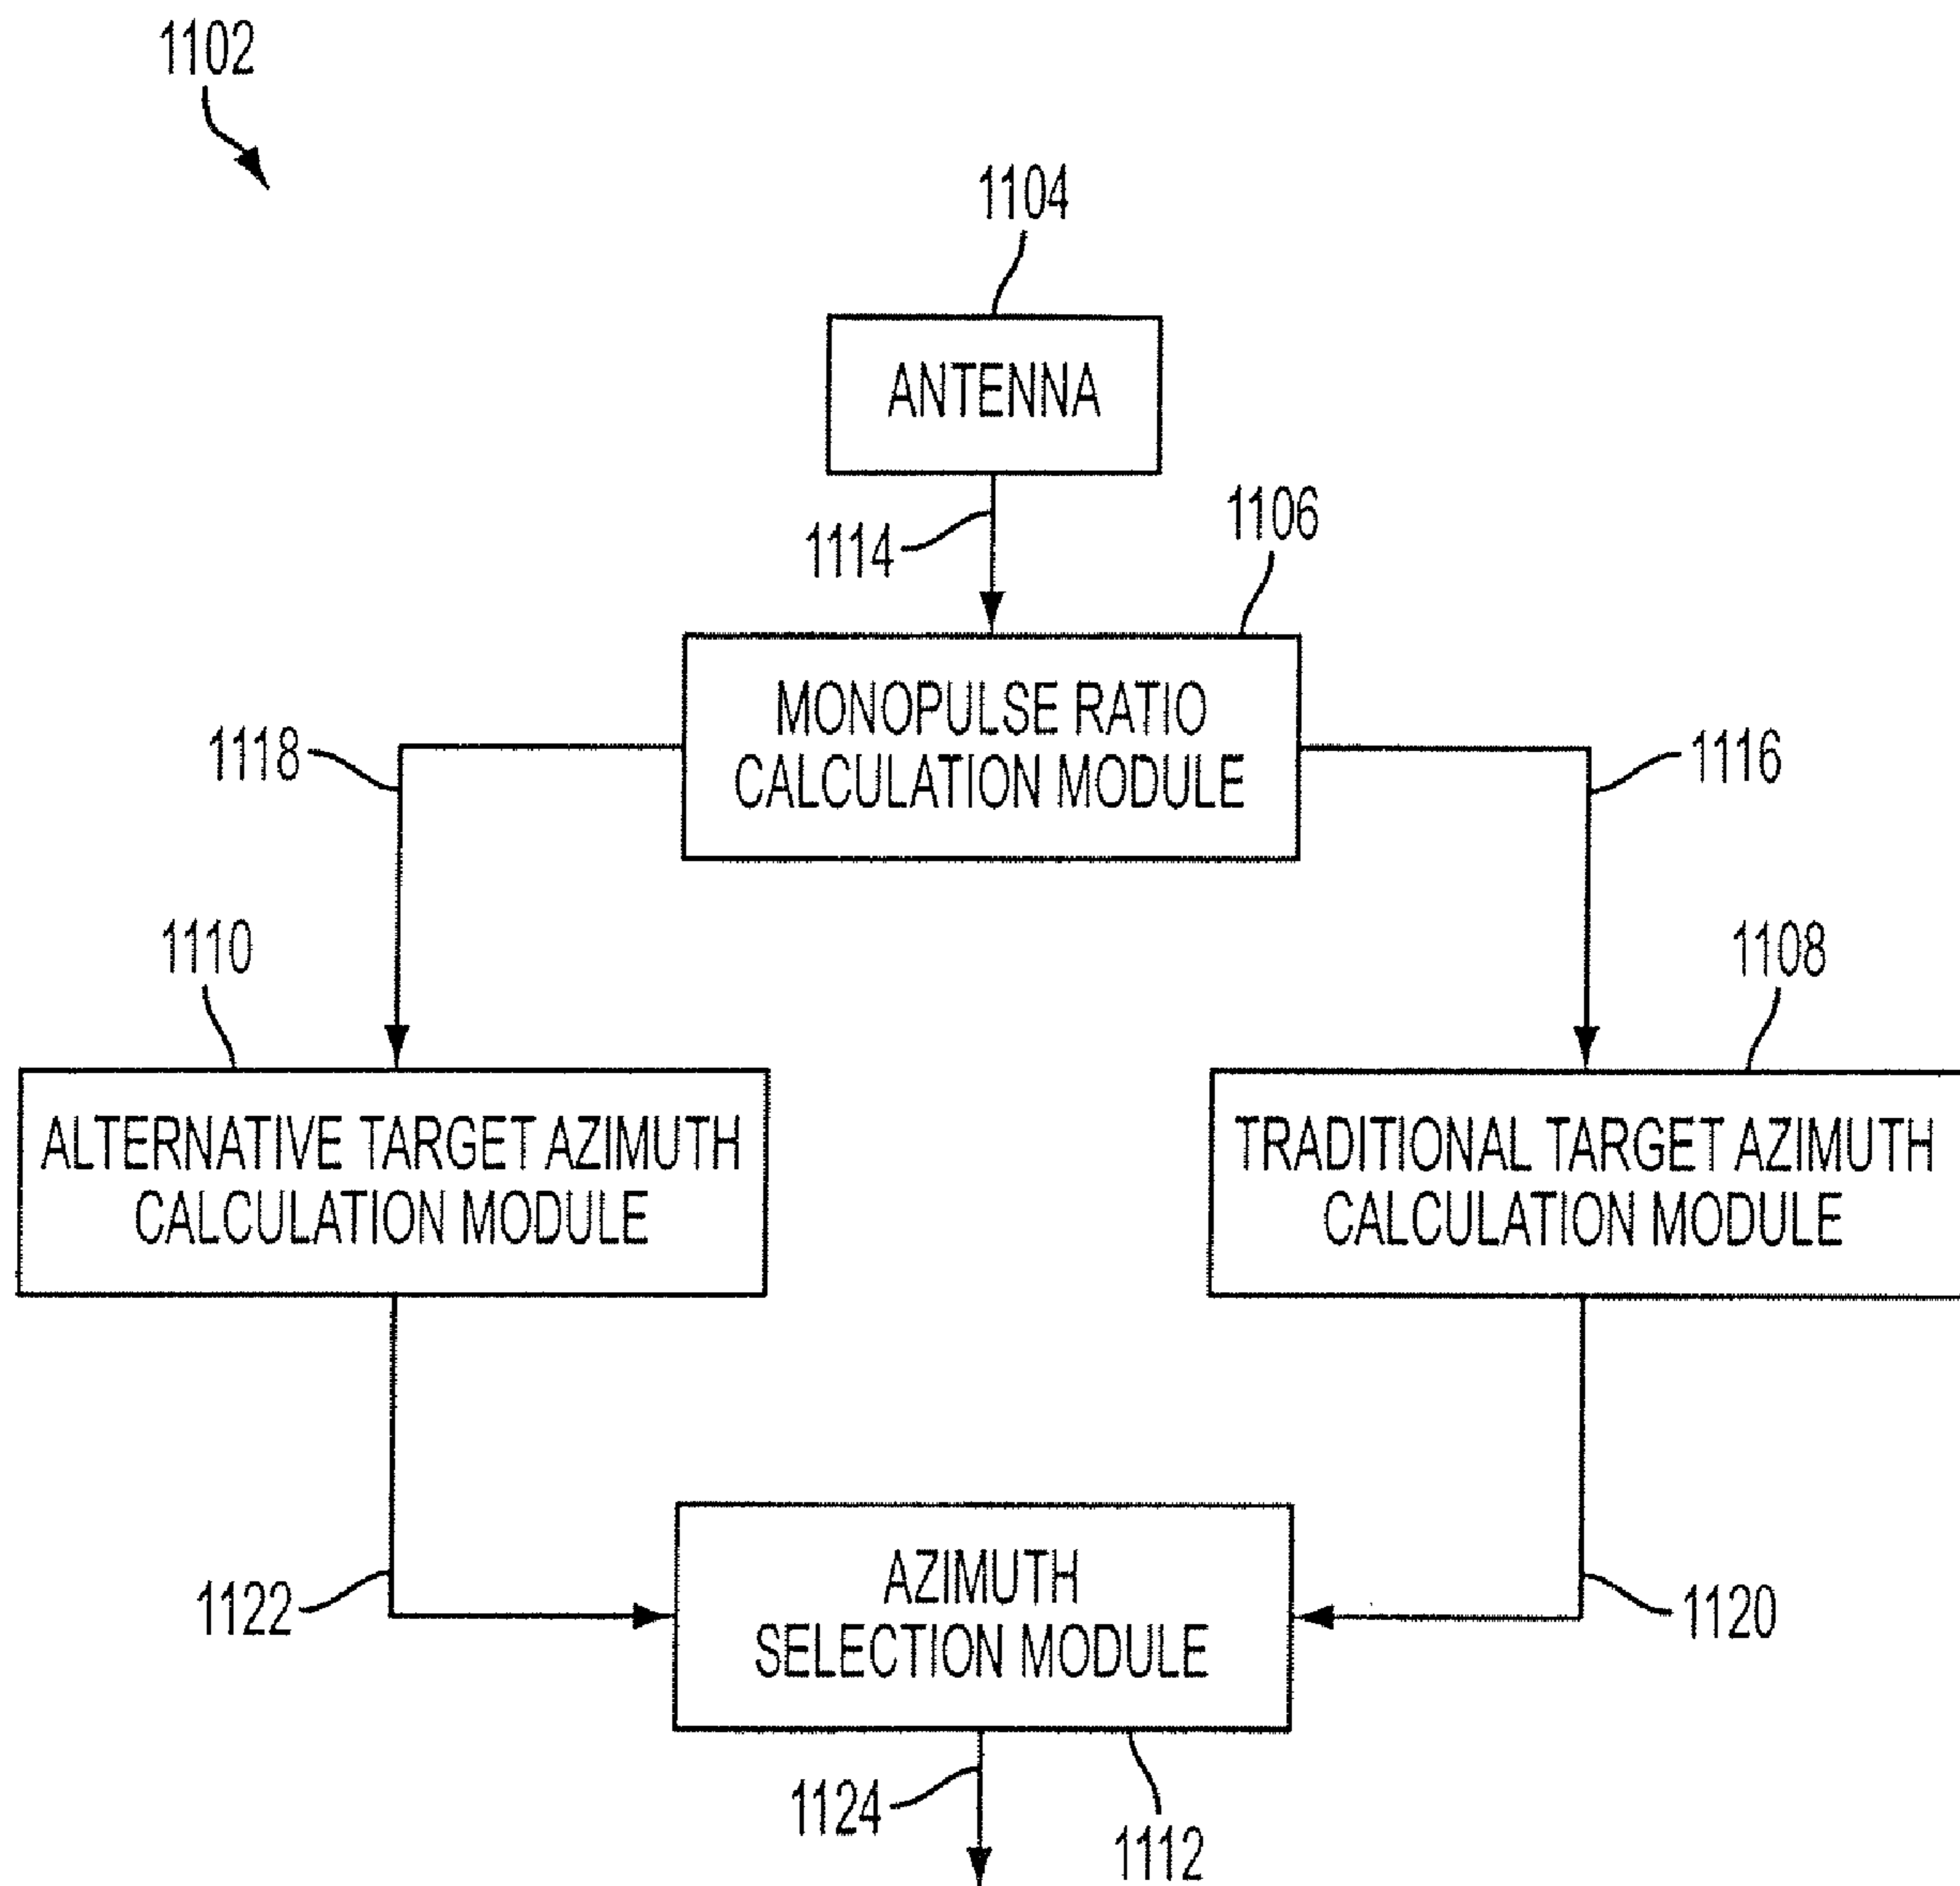 1102
1104
ANTENNA
1114
1106
MONOPULSE RATIO
CALCULATION MODULE
1118
1116
1110
1108
ALTERNATIVE TARGET AZIMUTH
CALCULATION MODULE
TRADITIONAL TARGET AZIMUTH
CALCULATION MODULE
1122
AZIMUTH
SELECTION MODULE
1120
1124
1112